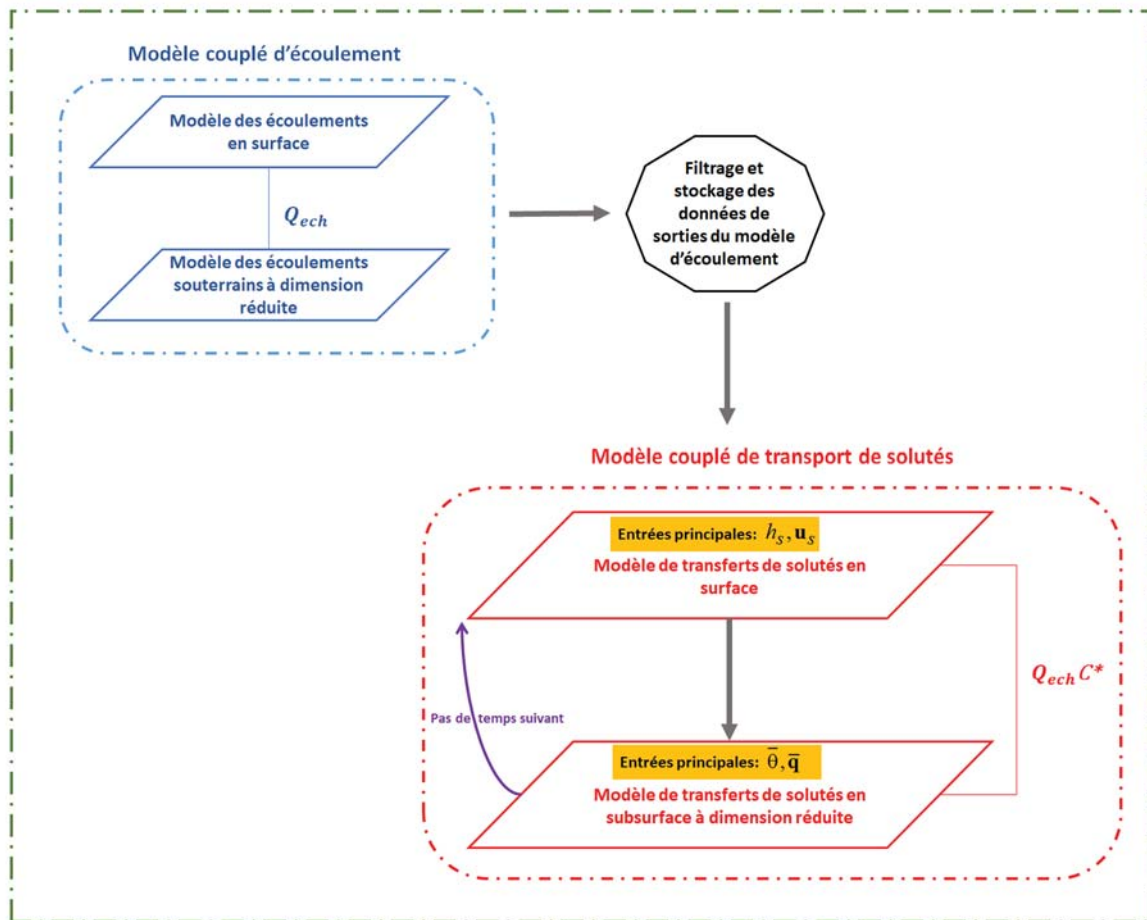 Modèle couplé d'écoulement
Modèle des écoulements
en surface
Q_ech
Modèle des écoulements
souterrains à dimension
réduite
Filtrage et
stockage des
données de
sorties du modèle
d'écoulement
Modèle couplé de transport de solutés
Entrées principales: h_S, u_S
Modèle de transferts de solutés en
surface
Q_ech C*
Pas de temps suivant
Entrées principales: θ̅, q̅
Modèle de transferts de solutés en
subsurface à dimension réduite